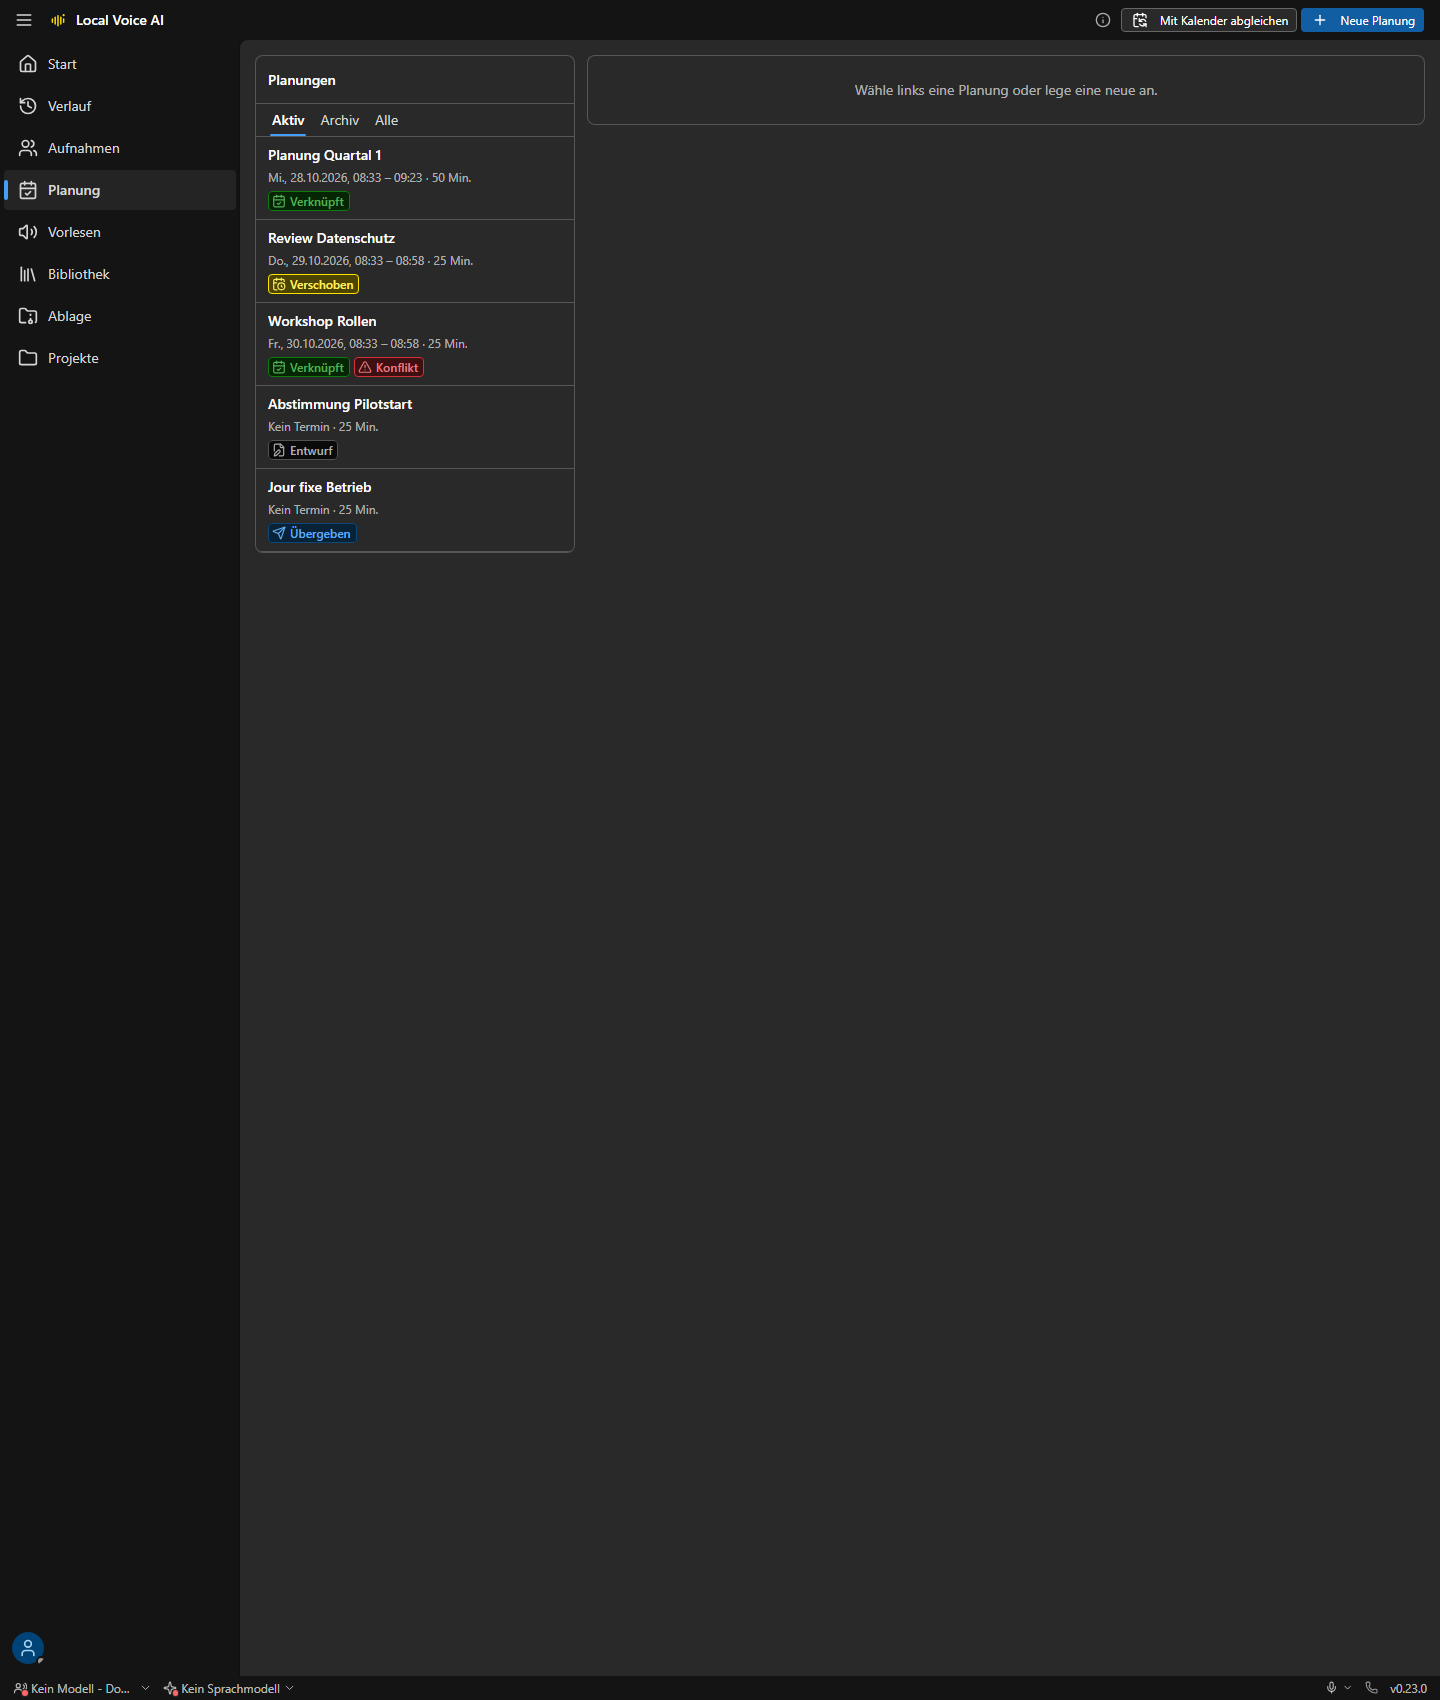 Local Voice AI
Mit Kalender abgleichen
Neue Planung
Start
Verlauf
Aufnahmen
Planung
Vorlesen
Bibliothek
Ablage
Projekte
Planungen
Aktiv Archiv Alle
Planung Quartal 1
Mi., 28.10.2026, 08:33 – 09:23 · 50 Min.
Verknüpft
Review Datenschutz
Do., 29.10.2026, 08:33 – 08:58 · 25 Min.
Verschoben
Workshop Rollen
Fr., 30.10.2026, 08:33 – 08:58 · 25 Min.
Verknüpft Konflikt
Abstimmung Pilotstart
Kein Termin · 25 Min.
Entwurf
Jour fixe Betrieb
Kein Termin · 25 Min.
Übergeben
Wähle links eine Planung oder lege eine neue an.
Kein Modell - Do...
Kein Sprachmodell
v0.23.0